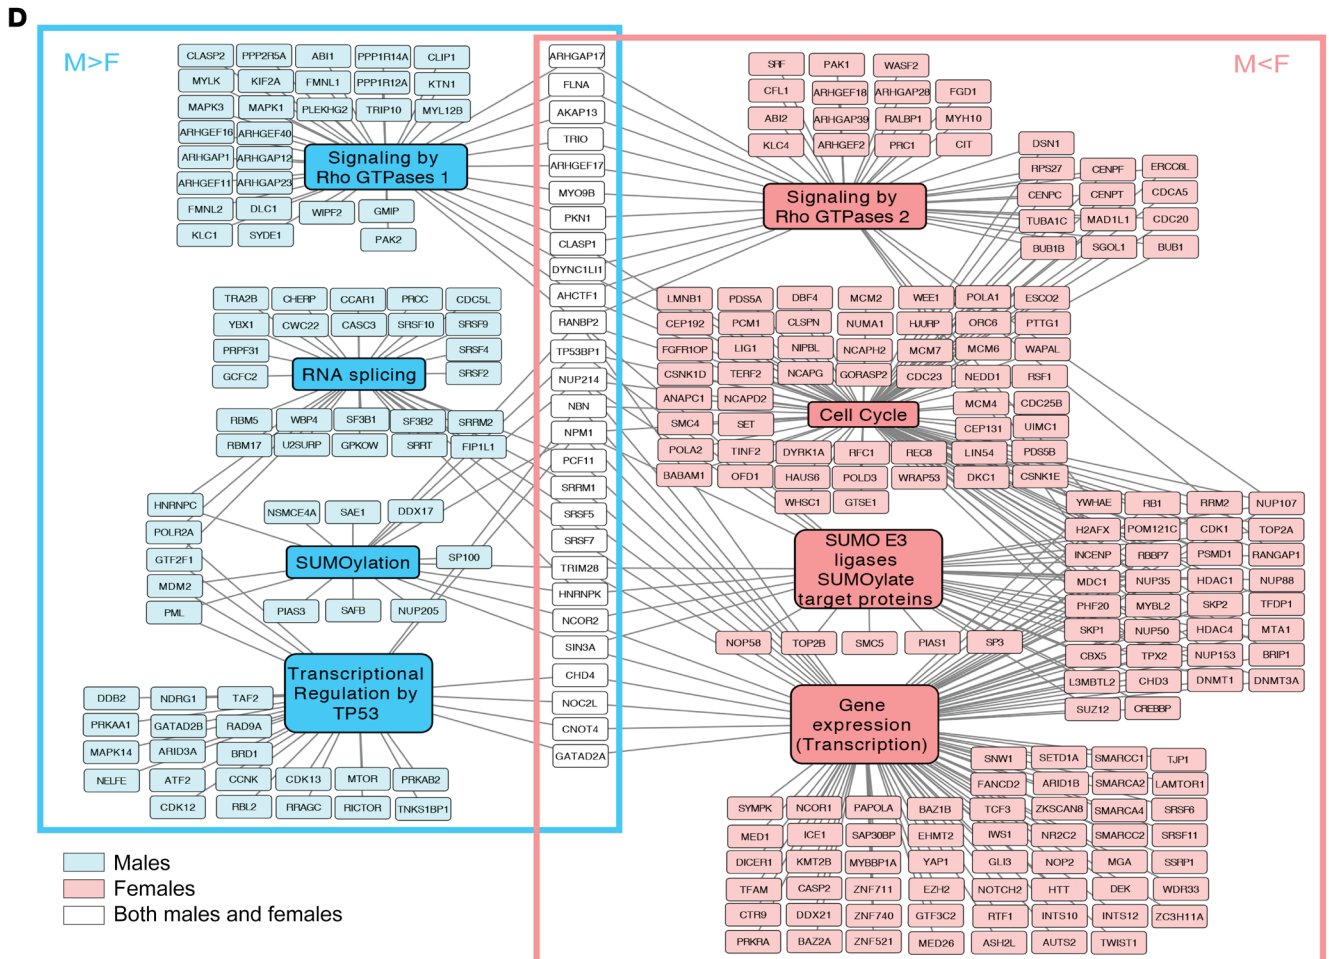 D
M>F
M<F
CLASP2 PPP2R5A ABI1 PPP1R14A CLIP1
MYLK KIF2A FMNL1 PPP1R12A KTN1
MAPK3 MAPK1 PLEKHG2 TRIP10 MYL12B
ARHGEF16 ARHGEF40
ARHGAP1 ARHGAP12
ARHGEF11 ARHGAP23
FMNL2 DLC1 WIPF2 GMIP
KLC1 SYDE1 PAK2
Signaling by
Rho GTPases 1
TRA2B CHERP CCAR1 PRCC CDC5L
YBX1 CWC22 CASC3 SRSF10 SRSF9
PRPF31 SRSF4
GCFC2 SRSF2
RNA splicing
RBM5 WBP4 SF3B1 SF3B2 SRRM2
RBM17 U2SURP GPKOW SRRT FIP1L1
HNRNPC
POLR2A
GTF2F1
MDM2
PML
NSMCE4A SAE1 DDX17
SP100
SUMOylation
PIAS3 SAFB NUP205
Transcriptional
Regulation by
TP53
DDB2 NDRG1 TAF2
PRKAA1 GATAD2B RAD9A
MAPK14 ARID3A BRD1
NELFE ATF2 CCNK CDK13 MTOR PRKAB2
CDK12 RBL2 RRAGC RICTOR TNKS1BP1
ARHGAP17
FLNA
AKAP13
TRIO
ARHGEF17
MYO9B
PKN1
CLASP1
DYNC1LI1
AHCTF1
RANBP2
TP53BP1
NUP214
NBN
NPM1
PCF11
SRRM1
SRSF5
SRSF7
TRIM28
HNRNPK
NCOR2
SIN3A
CHD4
NOC2L
CNOT4
GATAD2A
SRF PAK1 WASF2
CFL1 ARHGEF18 ARHGAP28 FGD1
ABI2 ARHGAP39 RALBP1 MYH10
KLC4 ARHGEF2 PRC1 CIT
Signaling by
Rho GTPases 2
DSN1
RPS27 CENPF ERCC6L
CENPC CENPT CDCA5
TUBA1C MAD1L1 CDC20
BUB1B SGOL1 BUB1
LMNB1 PDS5A DBF4 MCM2 WEE1 POLA1 ESCO2
CEP192 PCM1 CLSPN NUMA1 HJURP ORC6 PTTG1
FGFR1OP LIG1 NIPBL NCAPH2 MCM7 MCM6 WAPAL
CSNK1D TERF2 NCAPG GORASP2 CDC23 NEDD1 RSF1
ANAPC1 NCAPD2 MCM4 CDC25B
SMC4 SET CEP131 UIMC1
Cell Cycle
POLA2 TINF2 DYRK1A RFC1 REC8 LIN54 PDS5B
BABAM1 OFD1 HAUS6 POLD3 WRAP53 DKC1 CSNK1E
WHSC1 GTSE1
SUMO E3
ligases
SUMOylate
target proteins
NOP58 TOP2B SMC5 PIAS1 SP3
YWHAE RB1 RRM2 NUP107
H2AFX POM121C CDK1 TOP2A
INCENP RBBP7 PSMD1 RANGAP1
MDC1 NUP35 HDAC1 NUP88
PHF20 MYBL2 SKP2 TFDP1
SKP1 NUP50 HDAC4 MTA1
CBX5 TPX2 NUP153 BRIP1
L3MBTL2 CHD3 DNMT1 DNMT3A
SUZ12 CREBBP
Gene
expression
(Transcription)
SNW1 SETD1A SMARCC1 TJP1
FANCD2 ARID1B SMARCA2 LAMTOR1
SYMPK NCOR1 PAPOLA BAZ1B TCF3 ZKSCAN8 SMARCA4 SRSF6
MED1 ICE1 SAP30BP EHMT2 IWS1 NR2C2 SMARCC2 SRSF11
DICER1 KMT2B MYBBP1A YAP1 GLI3 NOP2 MGA SSRP1
TFAM CASP2 ZNF711 EZH2 NOTCH2 HTT DEK WDR33
CTR9 DDX21 ZNF740 GTF3C2 RTF1 INTS10 INTS12 ZC3H11A
PRKRA BAZ2A ZNF521 MED26 ASH2L AUTS2 TWIST1
Males
Females
Both males and females